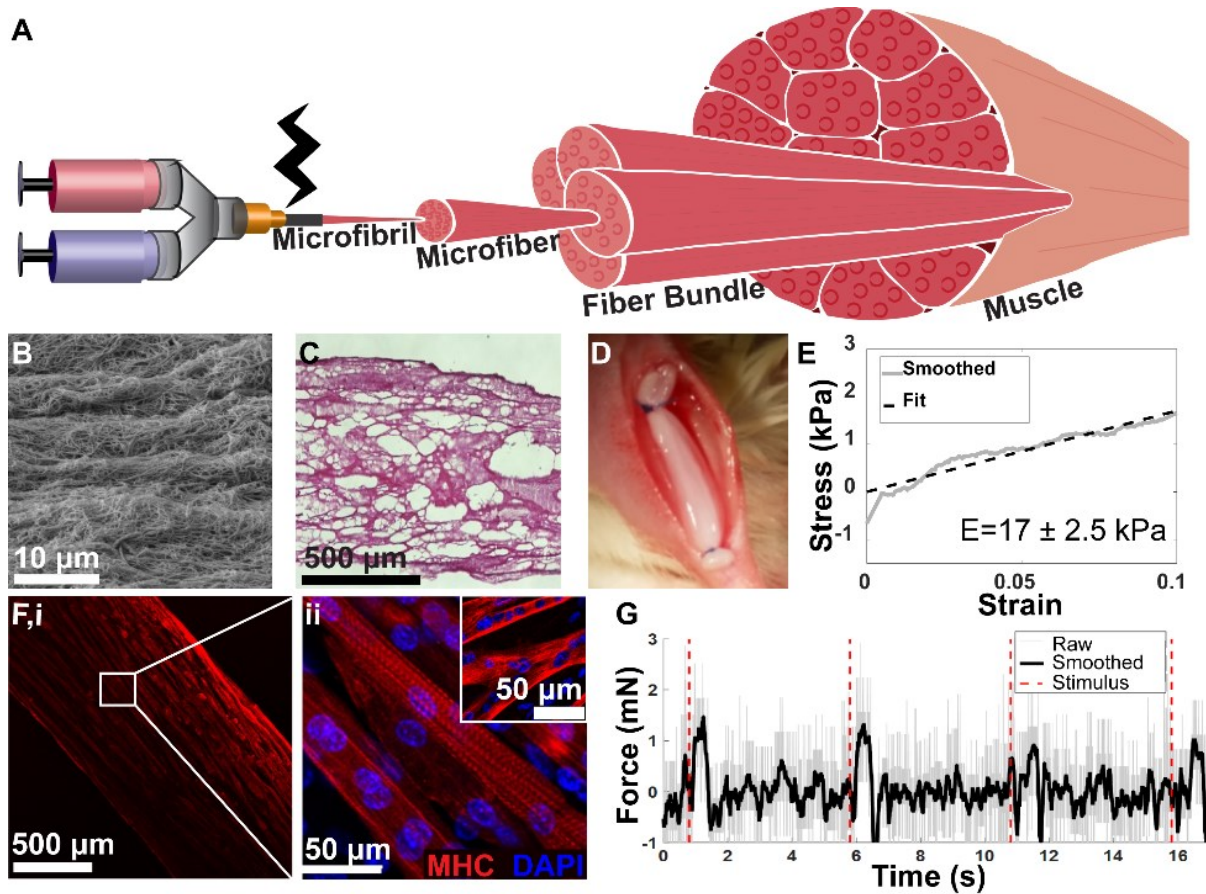 A
Microfibril
Microfiber
Fiber Bundle
Muscle
B
10 µm
C
500 µm
D
E
3
2
1
0
-1
Stress (kPa)
Smoothed
Fit
E=17 ± 2.5 kPa
0
0.05
0.1
Strain
F,i
500 µm
ii
50 µm
50 µm
MHC DAPI
G
3
2
1
0
-1
Force (mN)
Raw
Smoothed
Stimulus
0 2 4 6 8 10 12 14 16
Time (s)